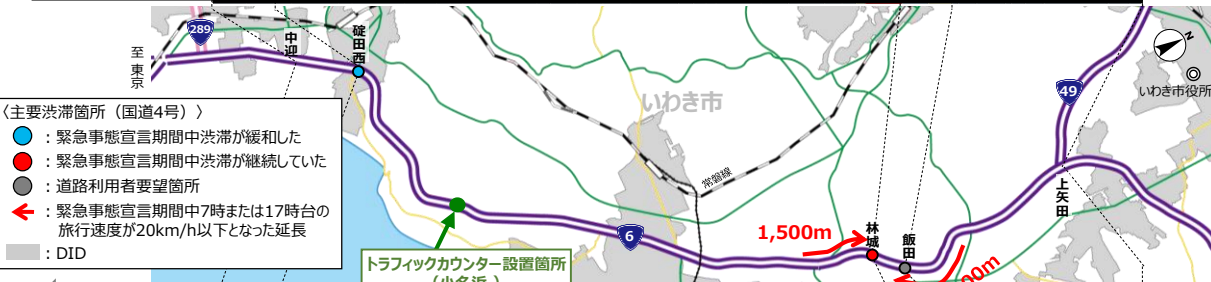 289
至
東
京
中
迎
碇
田
西
〈主要渋滞箇所（国道4号）〉
：緊急事態宣言期間中渋滞が緩和した
：緊急事態宣言期間中渋滞が継続していた
：道路利用者要望箇所
：緊急事態宣言期間中7時または17時台の
旅行速度が20km/h以下となった延長
：DID
いわき市
常磐線
トラフィックカウンター設置箇所
6
1,500m
林
城
飯
田
上
矢
田
49
N
いわき市役所